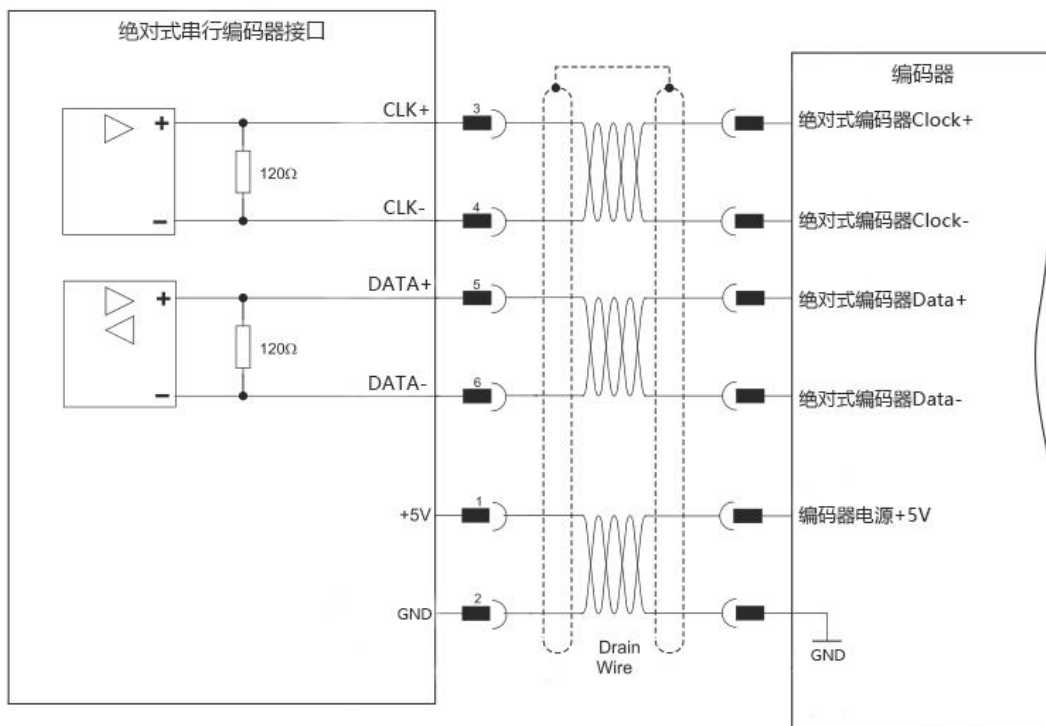 绝对式串行编码器接口
编码器
CLK+
3
绝对式编码器Clock+
120Ω
CLK-
4
绝对式编码器Clock-
DATA+
5
绝对式编码器Data+
120Ω
DATA-
6
绝对式编码器Data-
+5V
1
编码器电源+5V
GND
2
Drain
Wire
GND